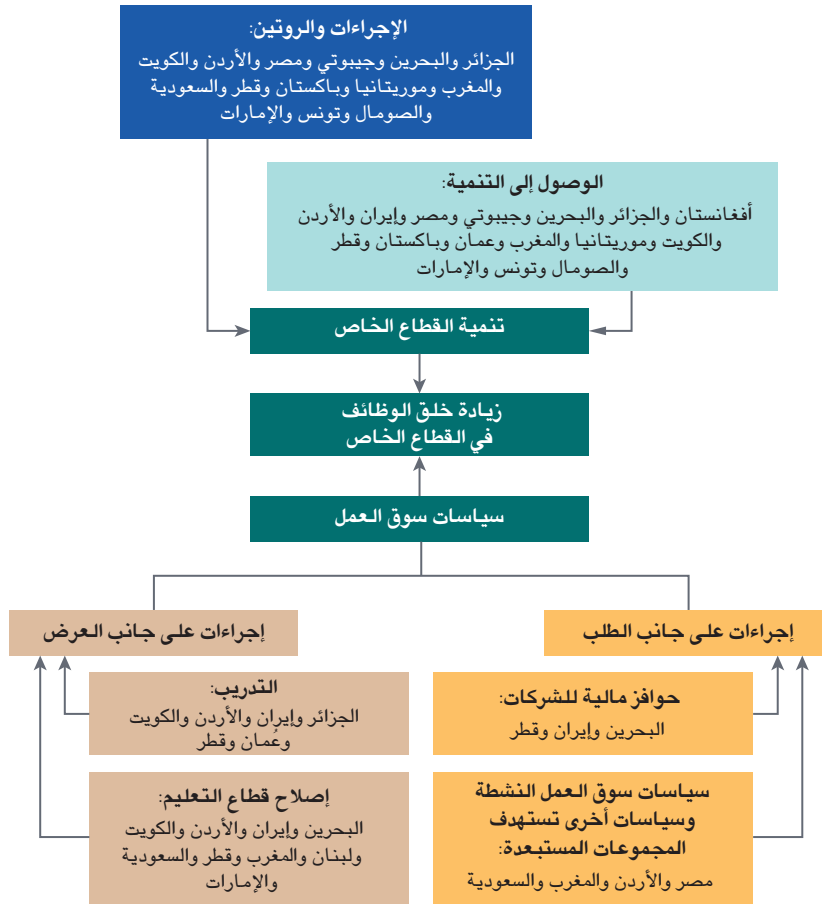 الإجراءات والروتين:
الجزائر والبحرين وجيبوتي ومصر والأردن والكويت
والمغرب وموريتانيا وباكستان وقطر والسعودية
والصومال وتونس والإمارات
الوصول إلى التنمية:
أفغانستان والجزائر والبحرين وجيبوتي ومصر وإيران والأردن
والكويت وموريتانيا والمغرب وعمان وباكستان وقطر
والصومال وتونس والإمارات
تنمية القطاع الخاص
زيادة خلق الوظائف
في القطاع الخاص
سياسات سوق العمل
إجراءات على جانب الطلب
حوافز مالية للشركات:
البحرين وإيران وقطر
سياسات سوق العمل النشطة
وسياسات أخرى تستهدف
المجموعات المستبعدة:
مصر والأردن والمغرب والسعودية
إجراءات على جانب العرض
التدريب:
الجزائر وإيران والأردن والكويت
وعُمان وقطر
إصلاح قطاع التعليم:
البحرين وإيران والأردن والكويت
ولبنان والمغرب وقطر والسعودية
والإمارات